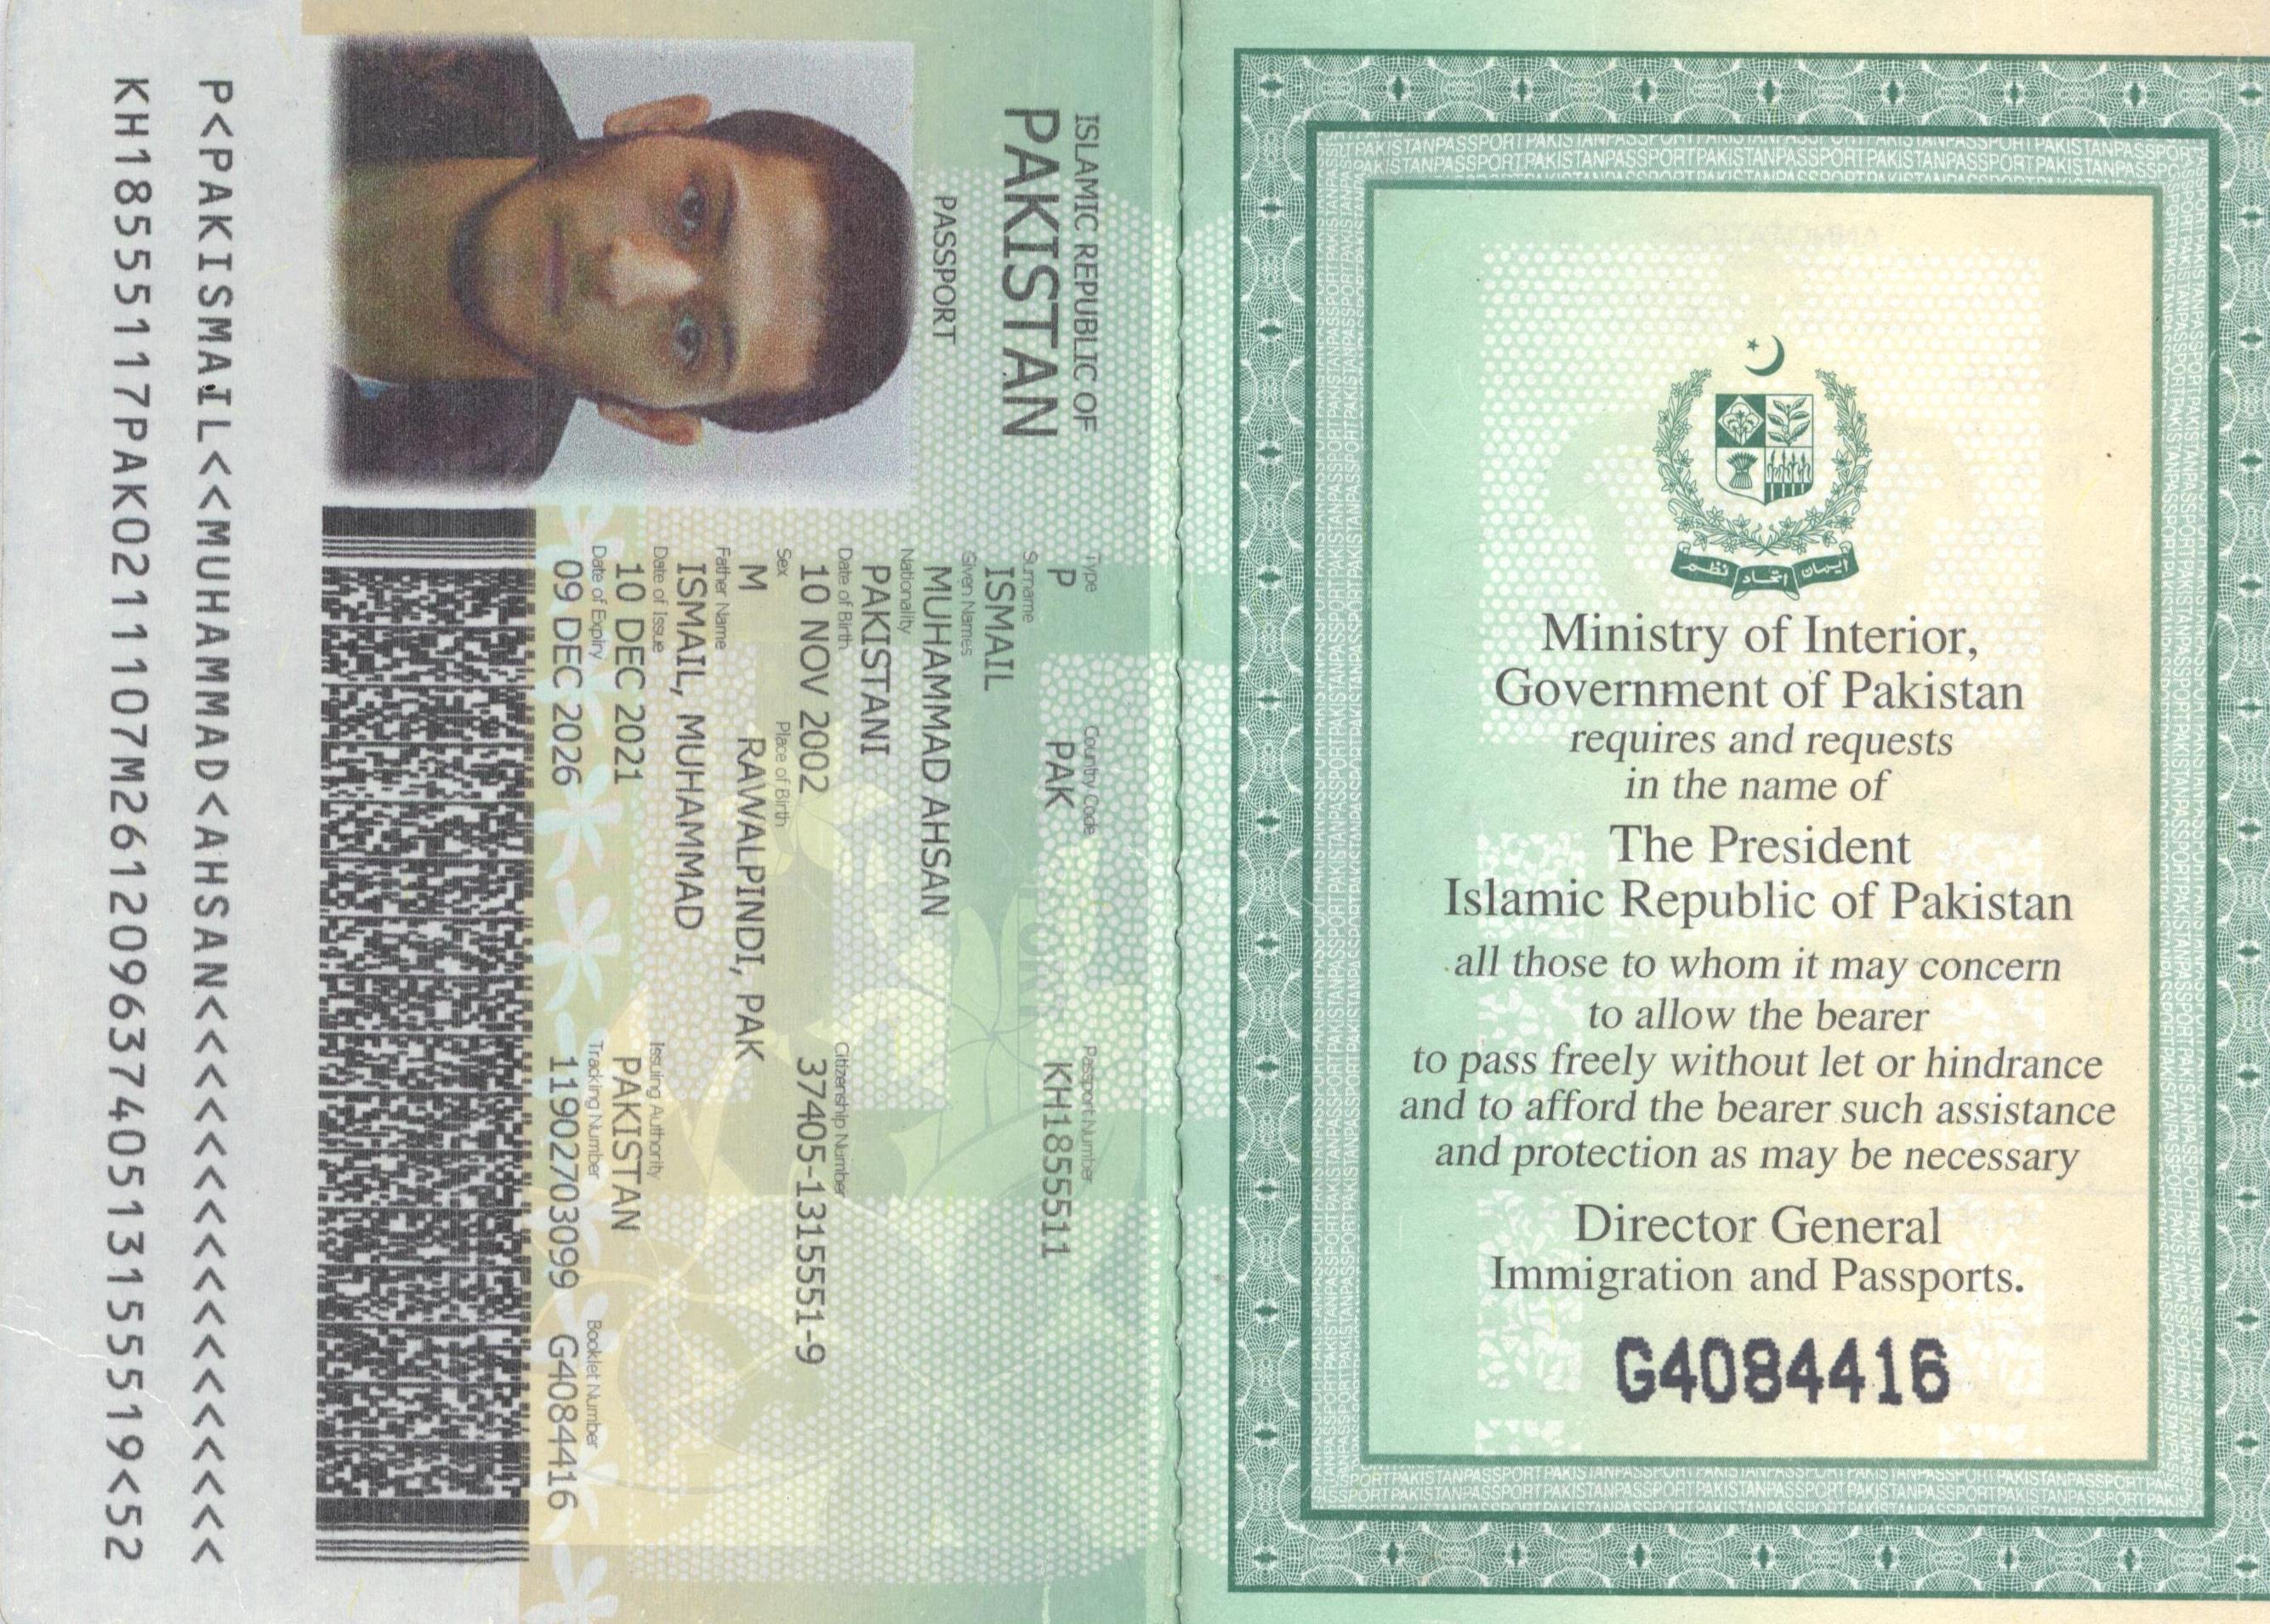 ISLAMIC REPUBLIC OF
PAKISTAN
PASSPORT
Type Country Code Passport Number
P PAK KH1855511
Surname
ISMAIL
Given Names
MUHAMMAD AHSAN
Nationality
PAKISTANI
Date of Birth Citizenship Number
10 NOV 2002 37405-1315551-9
Sex Place of Birth
M RAWALPINDI, PAK
Father Name
ISMAIL, MUHAMMAD
Date of Issue Issuing Authority
10 DEC 2021 PAKISTAN
Date of Expiry Tracking Number Booklet Number
09 DEC 2026 11902703099 G4084416
P<PAKISMAIL<<MUHAMMAD<AHSAN<<<<<<<<<<<<<<<<<
KH18555117PAK0211107M26120963740513155519<52
ایمان اتحاد نظم
Ministry of Interior,
Government of Pakistan
requires and requests
in the name of
The President
Islamic Republic of Pakistan
all those to whom it may concern
to allow the bearer
to pass freely without let or hindrance
and to afford the bearer such assistance
and protection as may be necessary
Director General
Immigration and Passports.
G4084416